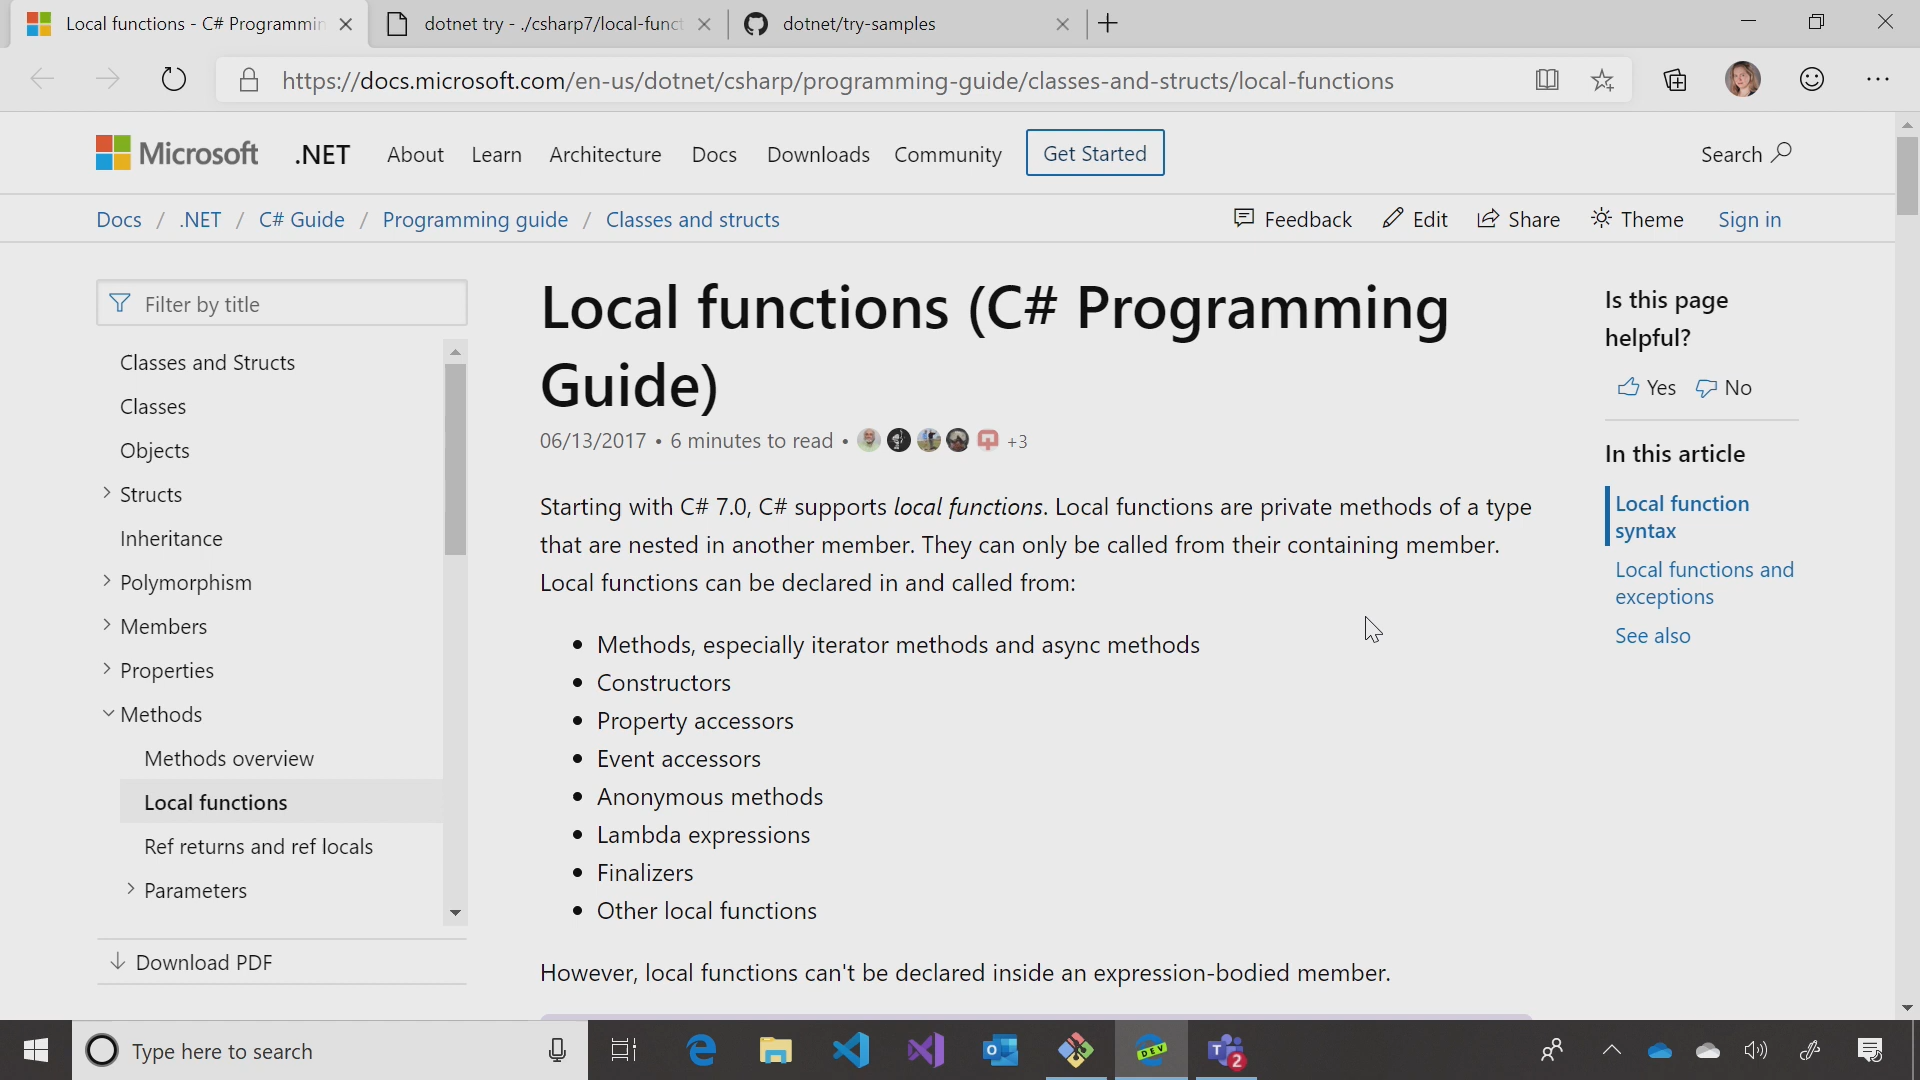 Local functions - C# Programmin
dotnet try - ./csharp7/local-funct
dotnet/try-samples
https://docs.microsoft.com/en-us/dotnet/csharp/programming-guide/classes-and-structs/local-functions
Microsoft
.NET
About
Learn
Architecture
Docs
Downloads
Community
Get Started
Search
Docs / .NET / C# Guide / Programming guide / Classes and structs
Feedback
Edit
Share
Theme
Sign in
Filter by title
Classes and Structs
Classes
Objects
Structs
Inheritance
Polymorphism
Members
Properties
Methods
Methods overview
Local functions
Ref returns and ref locals
Parameters
Download PDF
Local functions (C# Programming
Guide)
06/13/2017 • 6 minutes to read • +3
Starting with C# 7.0, C# supports local functions. Local functions are private methods of a type
that are nested in another member. They can only be called from their containing member.
Local functions can be declared in and called from:
• Methods, especially iterator methods and async methods
• Constructors
• Property accessors
• Event accessors
• Anonymous methods
• Lambda expressions
• Finalizers
• Other local functions
However, local functions can't be declared inside an expression-bodied member.
Is this page
helpful?
Yes
No
In this article
Local function
syntax
Local functions and
exceptions
See also
Type here to search
DEV
2